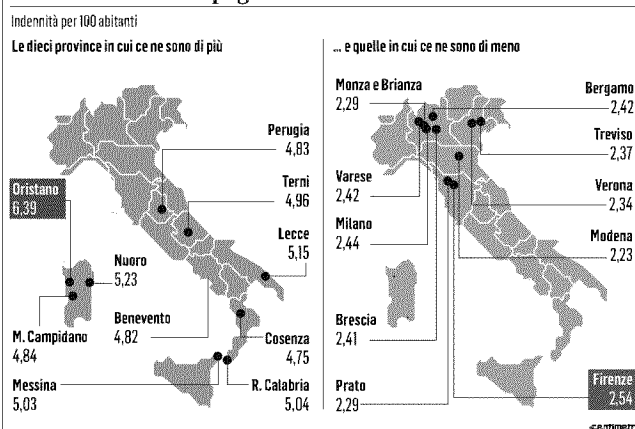 Indennità per 100 abitanti
Le dieci province in cui ce ne sono di più
Perugia
4,83
Terni
4,96
Lecce
5,15
Oristano
6,39
Nuoro
5,23
Benevento
4,82
M. Campidano
4,84
Cosenza
4,75
Messina
5,03
R. Calabria
5,04
... e quelle in cui ce ne sono di meno
Monza e Brianza
2,29
Bergamo
2,42
Treviso
2,37
Varese
2,42
Verona
2,34
Milano
2,44
Modena
2,23
Brescia
2,41
Prato
2,29
Firenze
2,54